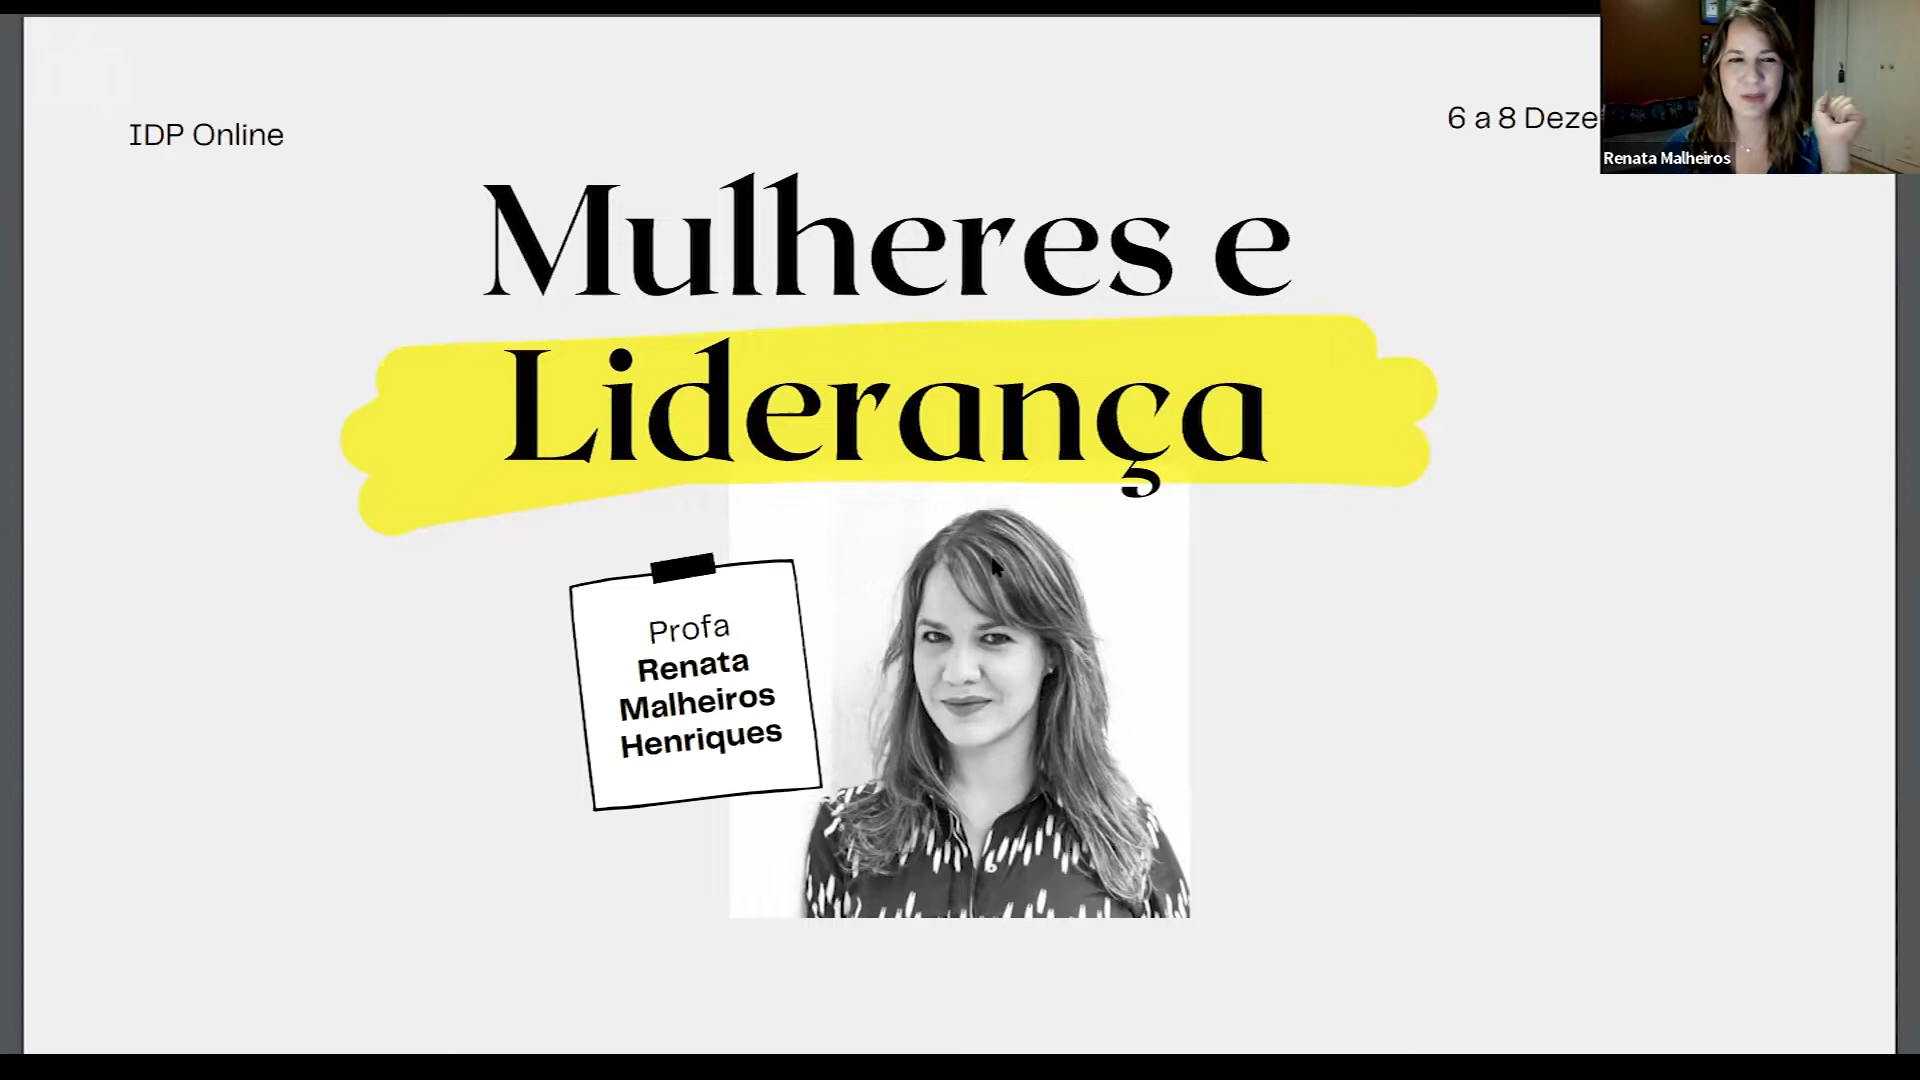 IDP Online
6 a 8 Deze
Renata Malheiros
Mulheres e
Liderança
Profa
Renata
Malheiros
Henriques